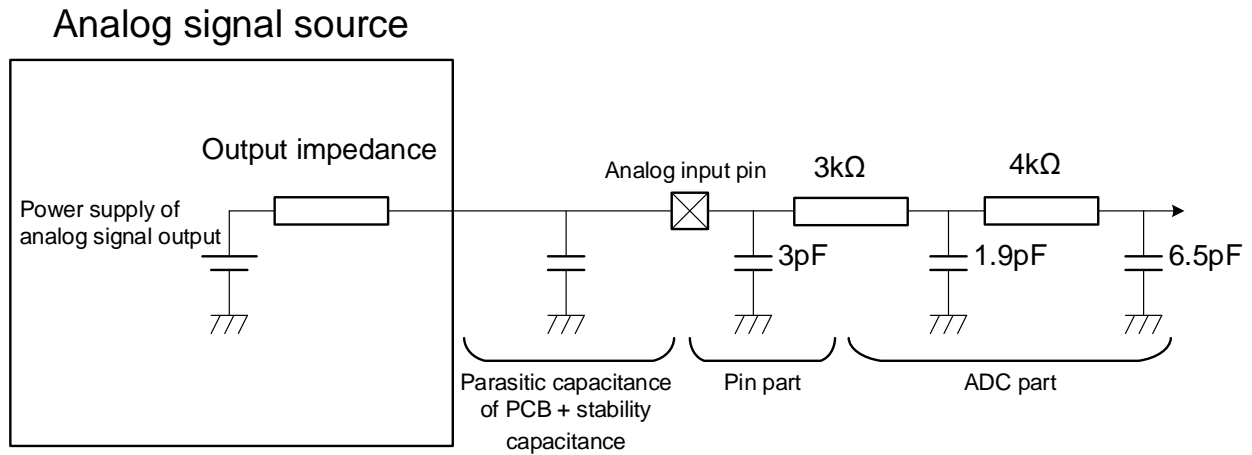 Analog signal source
Output impedance
Power supply of
analog signal output
Analog input pin
3kΩ
4kΩ
3pF
1.9pF
6.5pF
Parasitic capacitance
of PCB + stability
capacitance
Pin part
ADC part